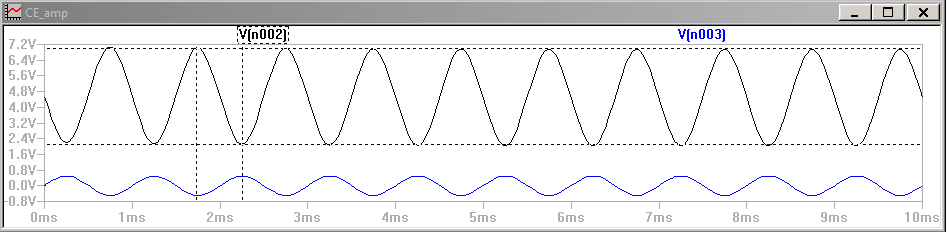 CE_amp
V(n002) V(n003)
7.2V
6.4V
5.6V
4.8V
4.0V
3.2V
2.4V
1.6V
0.8V
0.0V
-0.8V
0ms 1ms 2ms 3ms 4ms 5ms 6ms 7ms 8ms 9ms 10ms